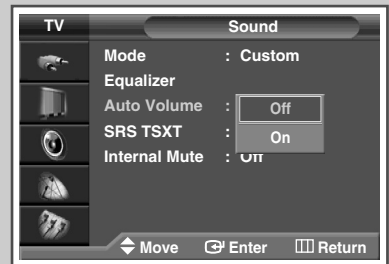 TV Sound
Mode : Custom
Equalizer
Auto Volume : Off
SRS TSXT : On
Internal Mute : Off
Move Enter Return